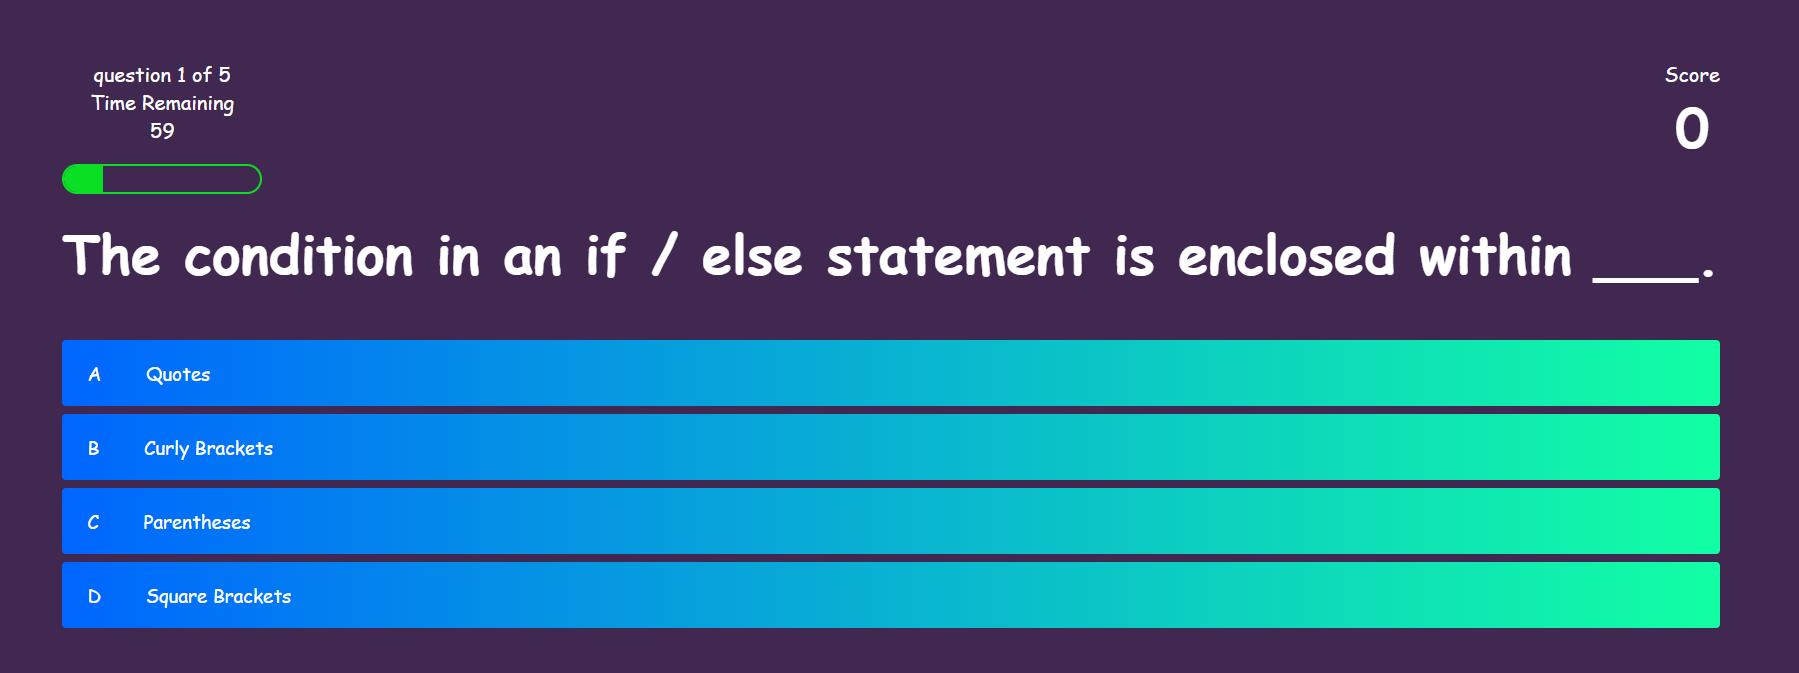 question 1 of 5
Time Remaining
59
Score
0
The condition in an if / else statement is enclosed within ____.
A Quotes
B Curly Brackets
C Parentheses
D Square Brackets